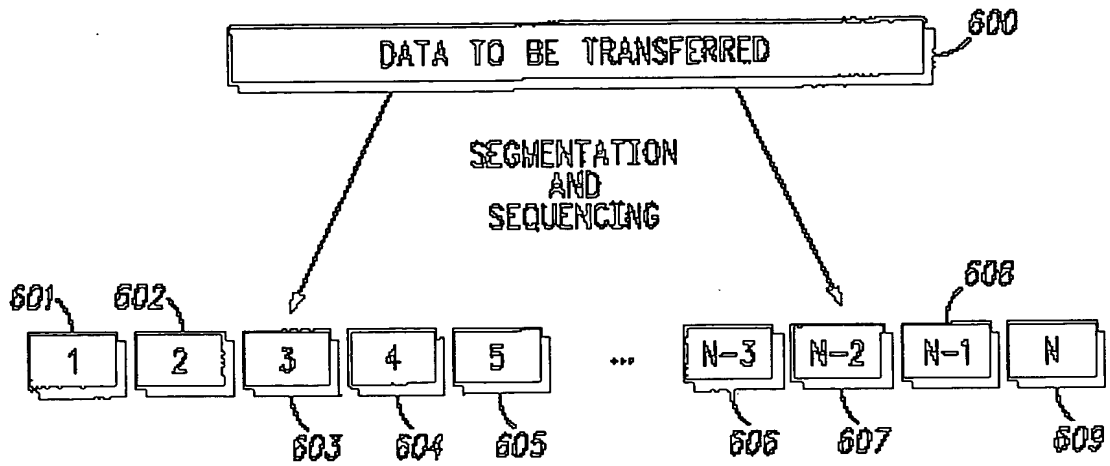 600
DATA TO BE TRANSFERRED
SEGMENTATION
AND
SEQUENCING
601 602 608
1 2 3 4 5 ... N-3 N-2 N-1 N
603 604 605 606 607 609